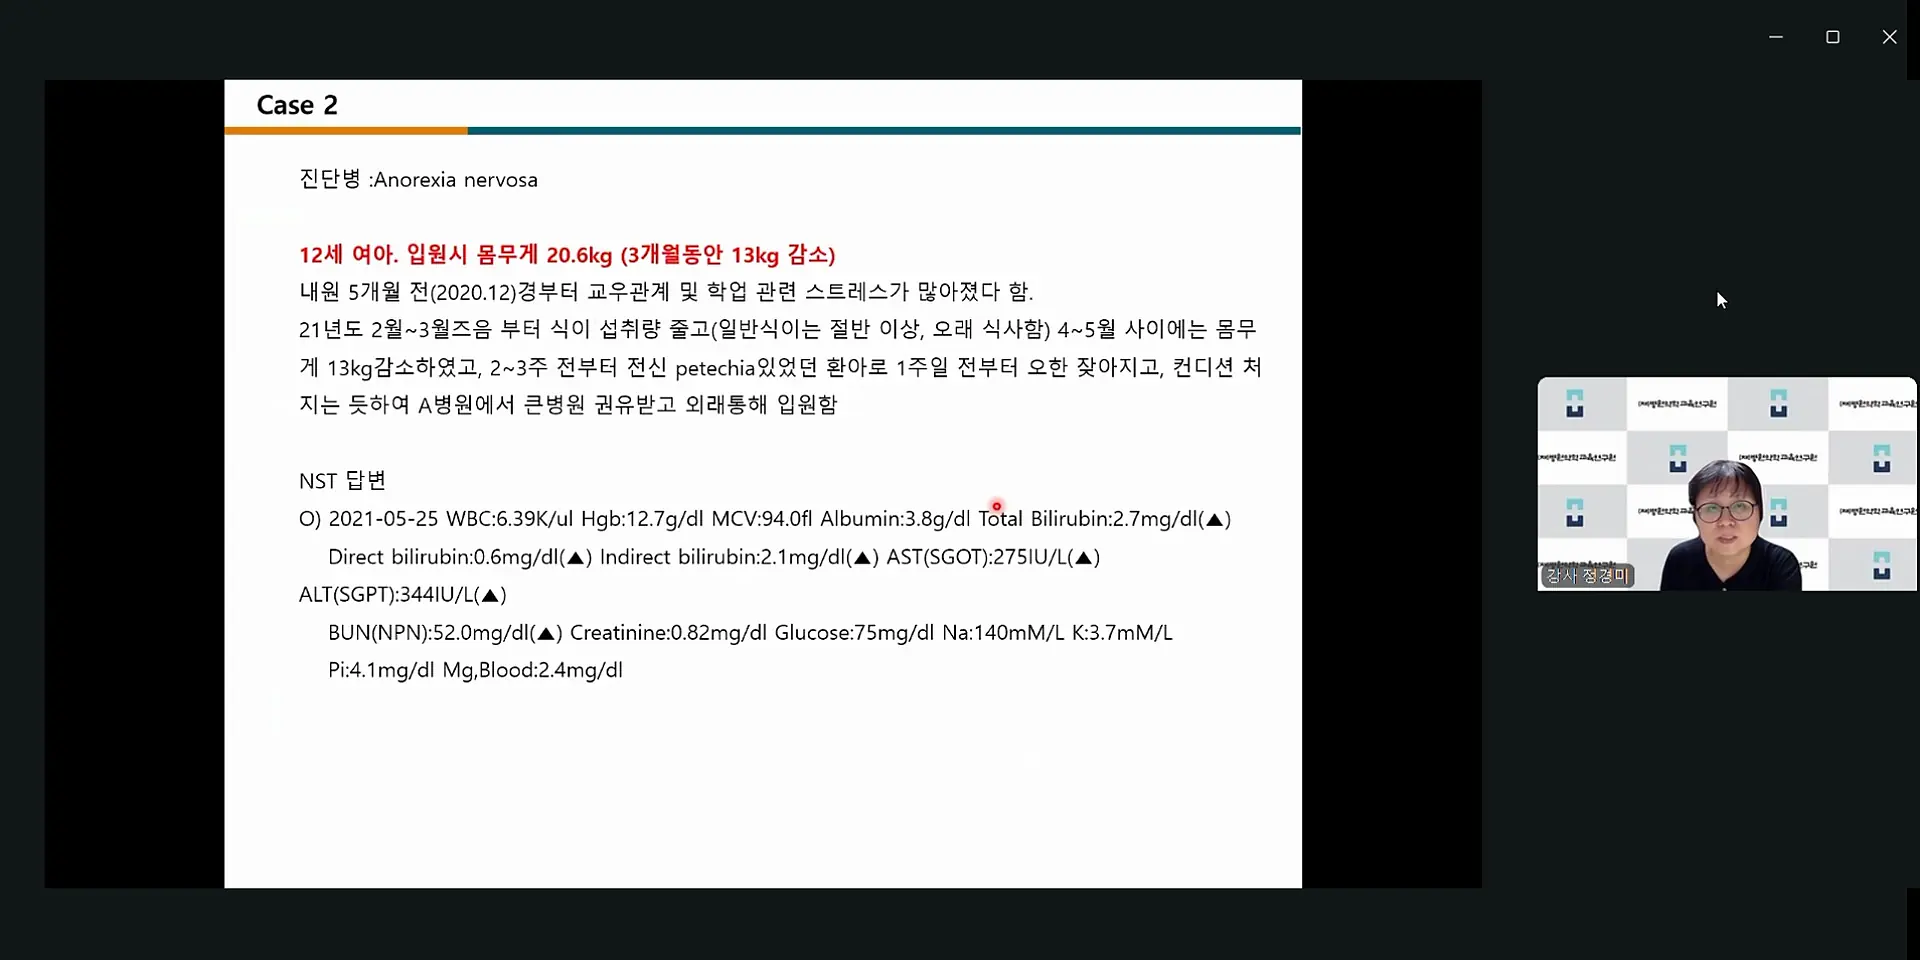 Case 2
진단병 :Anorexia nervosa
12세 여아. 입원시 몸무게 20.6kg (3개월동안 13kg 감소)
내원 5개월 전(2020.12)경부터 교우관계 및 학업 관련 스트레스가 많아졌다 함.
21년도 2월~3월즈음 부터 식이 섭취량 줄고(일반식이는 절반 이상, 오래 식사함) 4~5월 사이에는 몸무
게 13kg감소하였고, 2~3주 전부터 전신 petechia있었던 환아로 1주일 전부터 오한 잦아지고, 컨디션 처
지는 듯하여 A병원에서 큰병원 권유받고 외래통해 입원함
NST 답변
O) 2021-05-25 WBC:6.39K/ul Hgb:12.7g/dl MCV:94.0fl Albumin:3.8g/dl Total Bilirubin:2.7mg/dl(▲)
Direct bilirubin:0.6mg/dl(▲) Indirect bilirubin:2.1mg/dl(▲) AST(SGOT):275IU/L(▲)
ALT(SGPT):344IU/L(▲)
BUN(NPN):52.0mg/dl(▲) Creatinine:0.82mg/dl Glucose:75mg/dl Na:140mM/L K:3.7mM/L
Pi:4.1mg/dl Mg,Blood:2.4mg/dl
강사 정경미